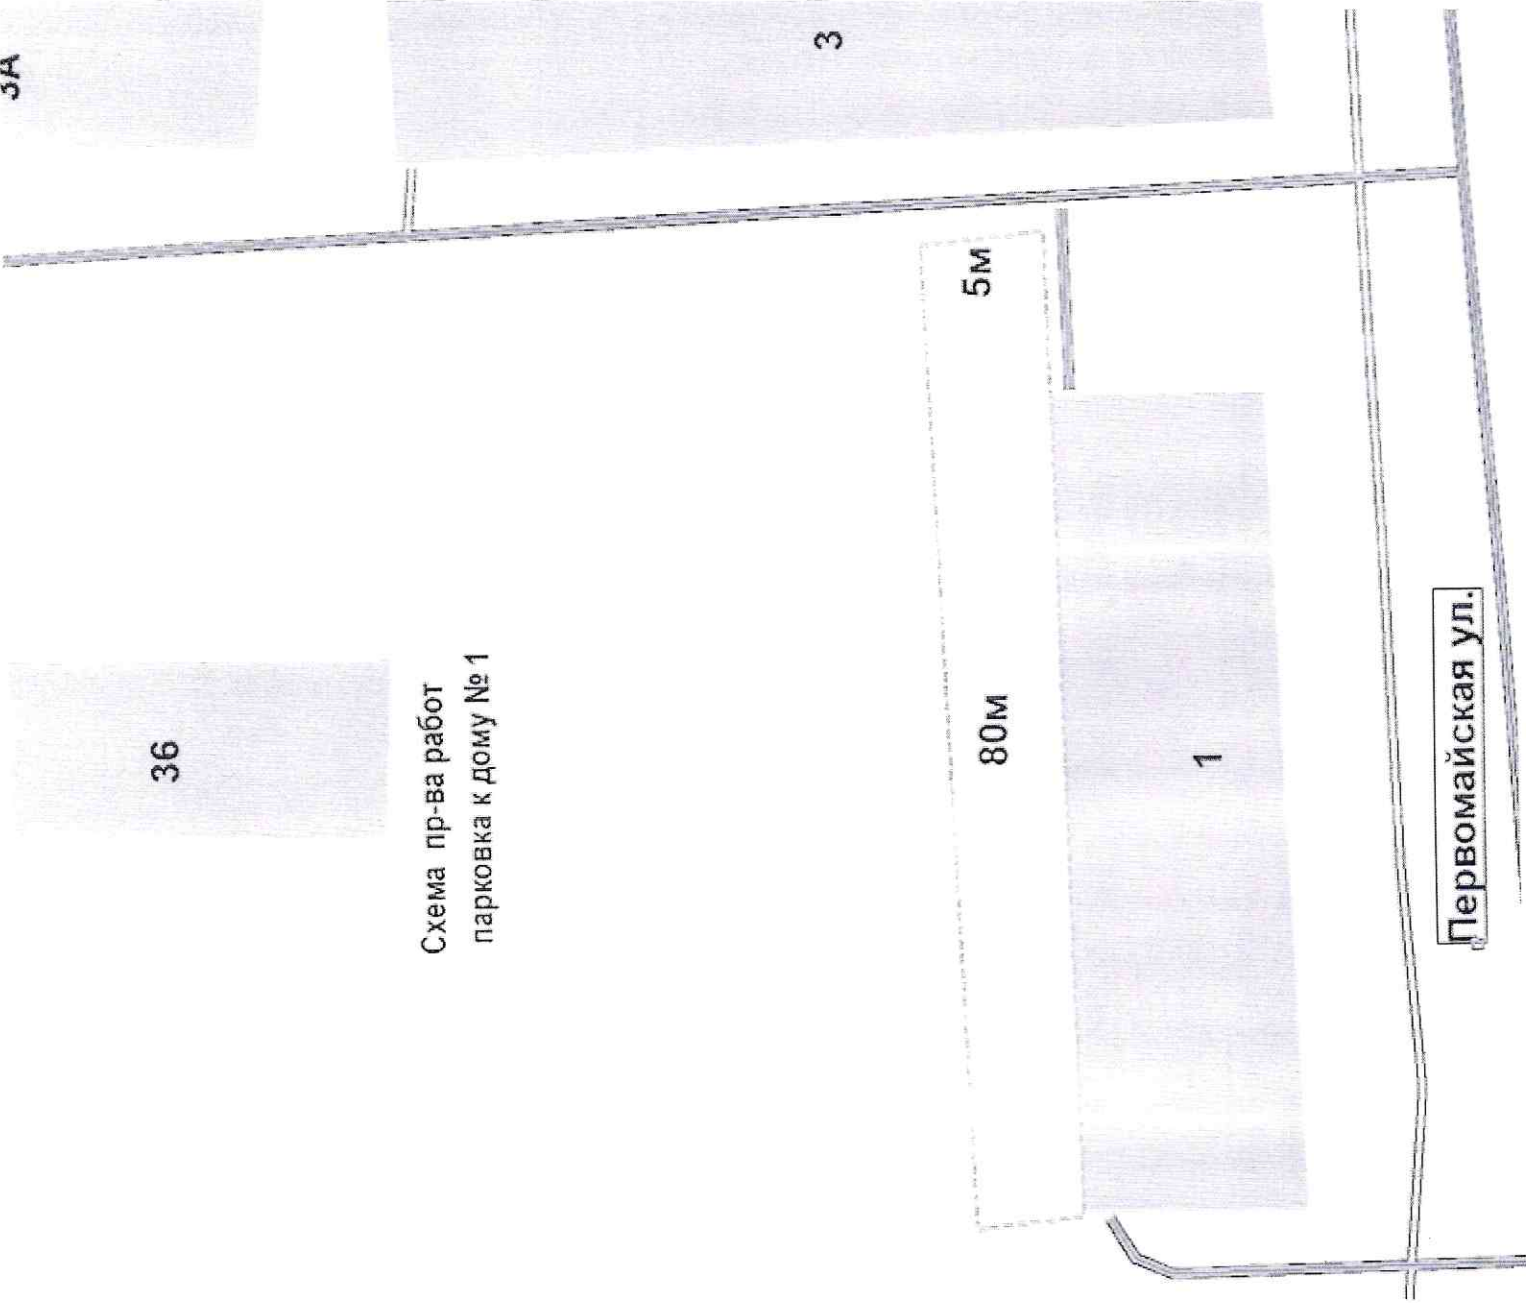 3А
3
36
Схема пр-ва работ
парковка к дому № 1
5м
80м
1
Первомайская ул.